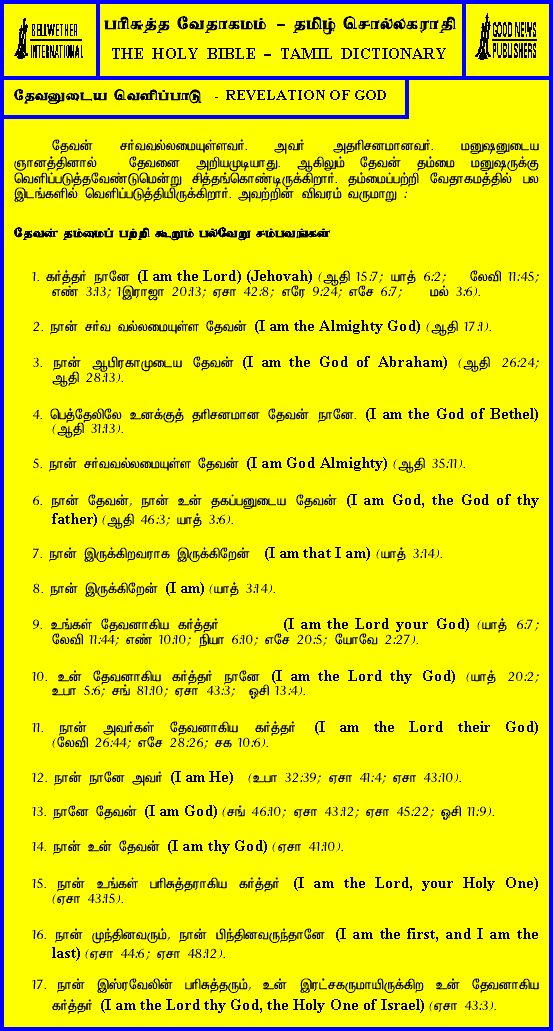 BELLWETHER
INTERNATIONAL
பரிசுத்த வேதாகமம் – தமிழ் சொல்லகராதி
THE HOLY BIBLE – TAMIL DICTIONARY
GOOD NEWS
PUBLISHERS
தேவனுடைய வெளிப்பாடு - REVELATION OF GOD
தேவன் சர்வவல்லமையுள்ளவர். அவர் அதரிசனமானவர். மனுஷனுடைய
ஞானத்தினால் தேவனை அறியமுடியாது. ஆகிலும் தேவன் தம்மை மனுஷருக்கு
வெளிப்படுத்தவேண்டுமென்று சித்தங்கொண்டிருக்கிறார். தம்மைப்பற்றி வேதாகமத்தில் பல
இடங்களில் வெளிப்படுத்தியிருக்கிறார். அவற்றின் விவரம் வருமாறு :
தேவன் தம்மைப் பற்றி கூறும் பல்வேறு சம்பவங்கள்
1. கர்த்தர் நானே (I am the Lord) (Jehovah) (ஆதி 15:7; யாத் 6:2; லேவி 11:45;
எண் 3:13; 1இராஜா 20:13; ஏசா 42:8; எரே 9:24; எசே 6:7; மல் 3:6).
2. நான் சர்வ வல்லமையுள்ள தேவன் (I am the Almighty God) (ஆதி 17:1).
3. நான் ஆபிரகாமுடைய தேவன் (I am the God of Abraham) (ஆதி 26:24;
ஆதி 28:13).
4. பெத்தேலிலே உனக்குத் தரிசனமான தேவன் நானே. (I am the God of Bethel)
(ஆதி 31:13).
5. நான் சர்வவல்லமையுள்ள தேவன் (I am God Almighty) (ஆதி 35:11).
6. நான் தேவன், நான் உன் தகப்பனுடைய தேவன் (I am God, the God of thy
father) (ஆதி 46:3; யாத் 3:6).
7. நான் இருக்கிறவராக இருக்கிறேன் (I am that I am) (யாத் 3:14).
8. நான் இருக்கிறேன் (I am) (யாத் 3:14).
9. உங்கள் தேவனாகிய கர்த்தர் (I am the Lord your God) (யாத் 6:7;
லேவி 11:44; எண் 10:10; நியா 6:10; எசே 20:5; யோவே 2:27).
10. உன் தேவனாகிய கர்த்தர் நானே (I am the Lord thy God) (யாத் 20:2;
உபா 5:6; சங் 81:10; ஏசா 43:3; ஓசி 13:4).
11. நான் அவர்கள் தேவனாகிய கர்த்தர் (I am the Lord their God)
(லேவி 26:44; எசே 28:26; சக 10:6).
12. நான் நானே அவர் (I am He) (உபா 32:39; ஏசா 41:4; ஏசா 43:10).
13. நானே தேவன் (I am God) (சங் 46:10; ஏசா 43:12; ஏசா 45:22; ஓசி 11:9).
14. நான் உன் தேவன் (I am thy God) (ஏசா 41:10).
15. நான் உங்கள் பரிசுத்தராகிய கர்த்தர் (I am the Lord, your Holy One)
(ஏசா 43:15).
16. நான் முந்தினவரும், நான் பிந்தினவருந்தானே (I am the first, and I am the
last) (ஏசா 44:6; ஏசா 48:12).
17. நான் இஸ்ரவேலின் பரிசுத்தரும், உன் இரட்சகருமாயிருக்கிற உன் தேவனாகிய
கர்த்தர் (I am the Lord thy God, the Holy One of Israel) (ஏசா 43:3).